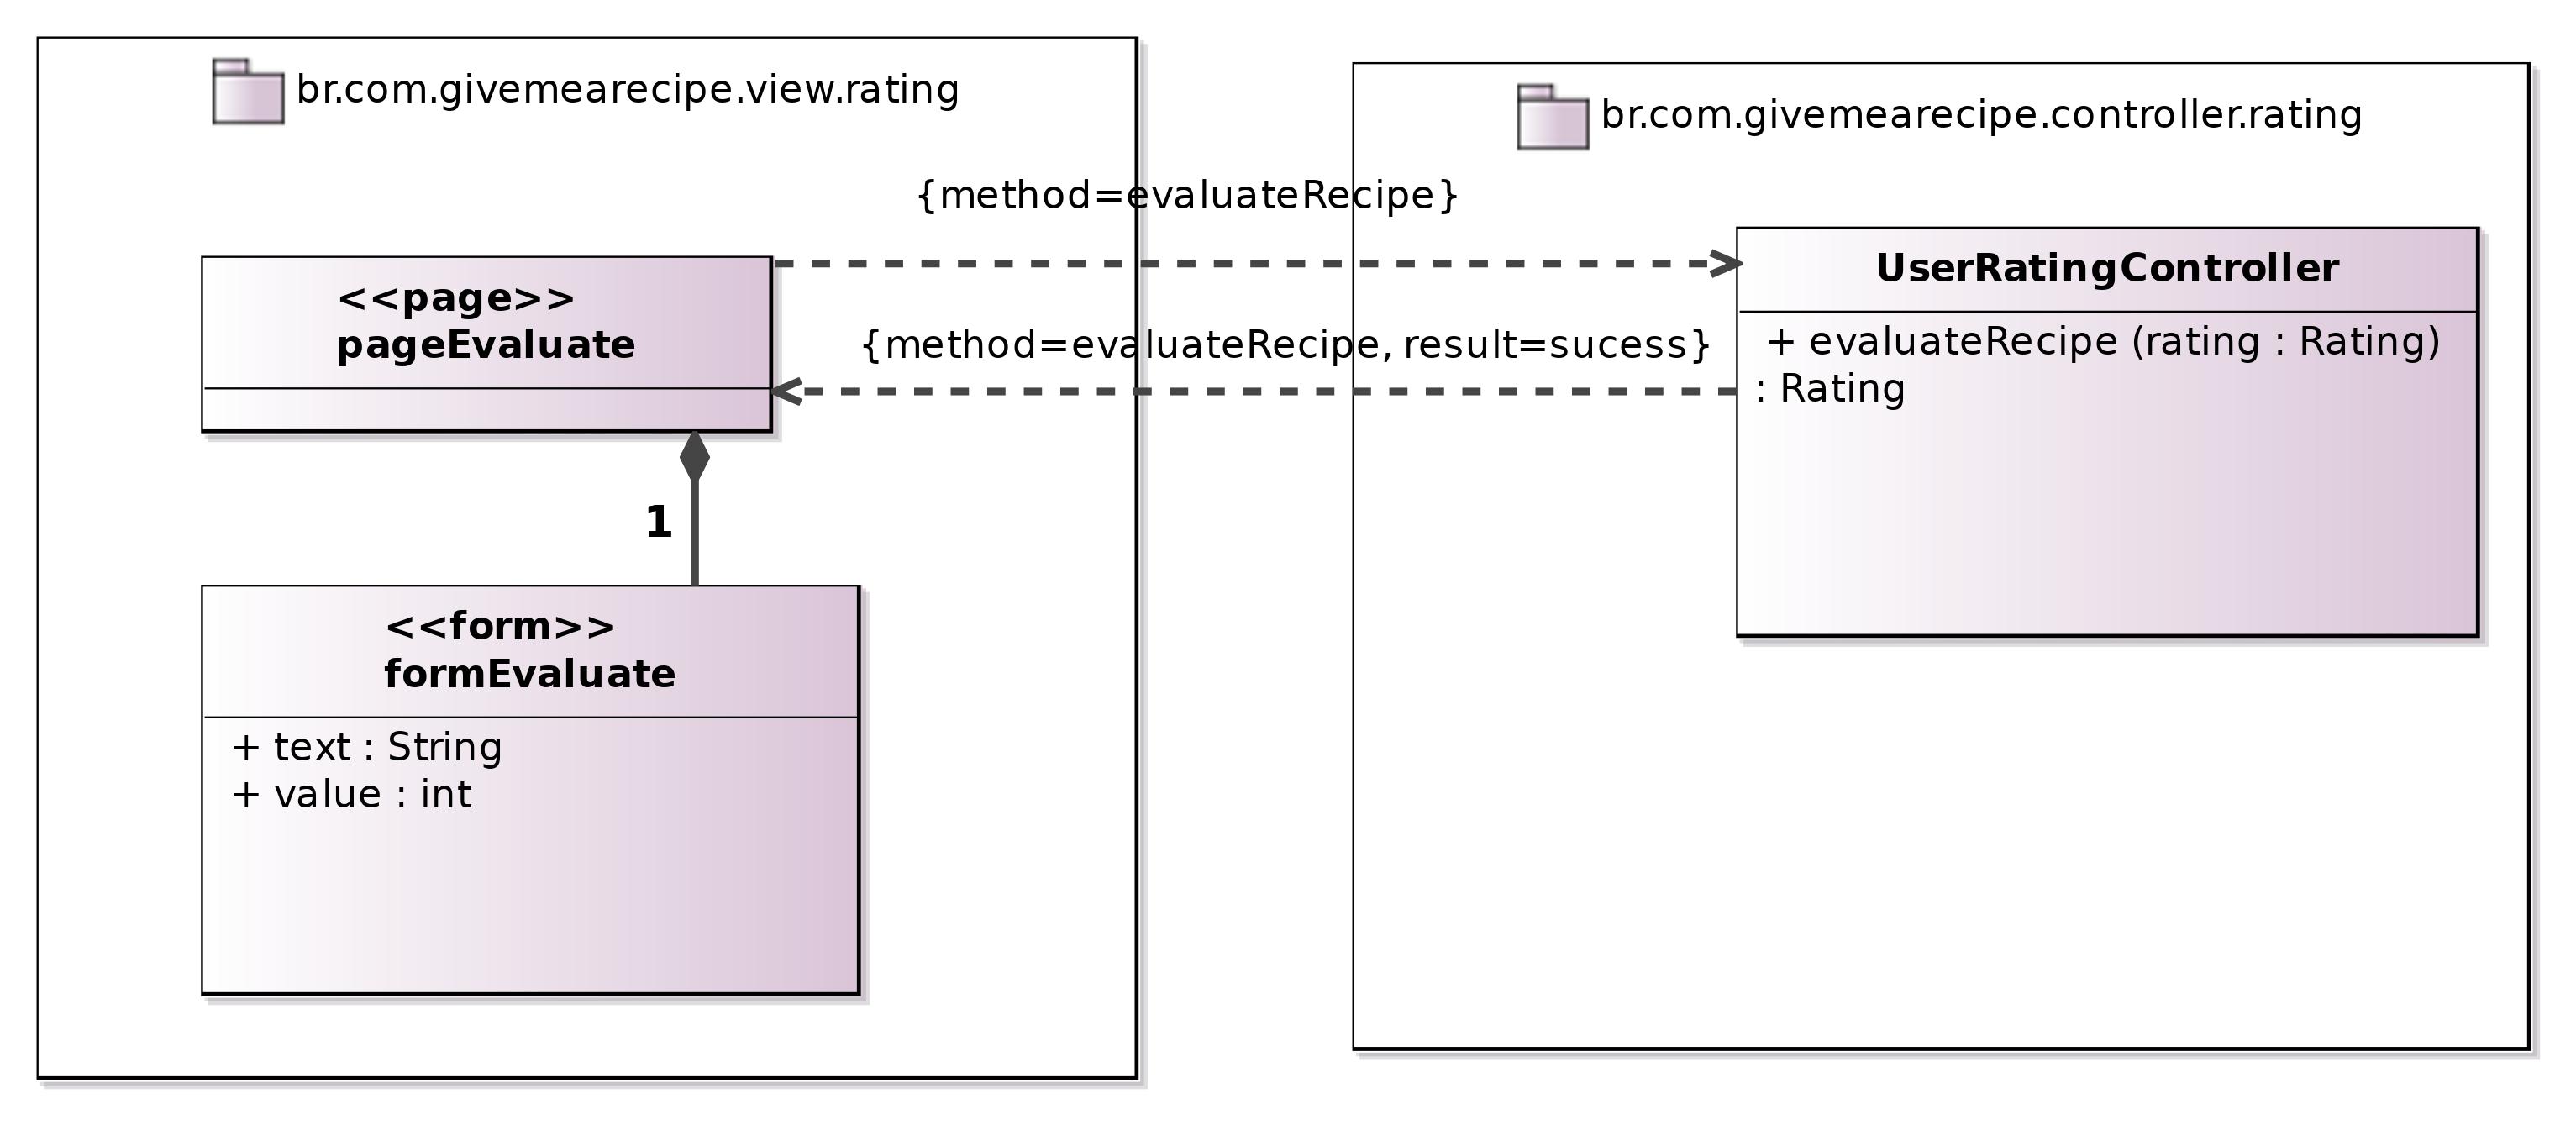 br.com.givemearecipe.view.rating
br.com.givemearecipe.controller.rating
{method=evaluateRecipe}
<<page>>
pageEvaluate
UserRatingController
{method=evaluateRecipe, result=sucess}
+ evaluateRecipe (rating : Rating)
: Rating
1
<<form>>
formEvaluate
+ text : String
+ value : int